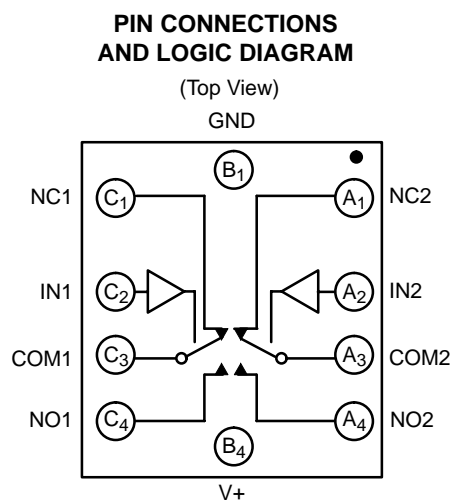 PIN CONNECTIONS
AND LOGIC DIAGRAM
(Top View)
GND
B1
NC1 C1 A1 NC2
IN1 C2 A2 IN2
COM1 C3 A3 COM2
NO1 C4 A4 NO2
B4
V+